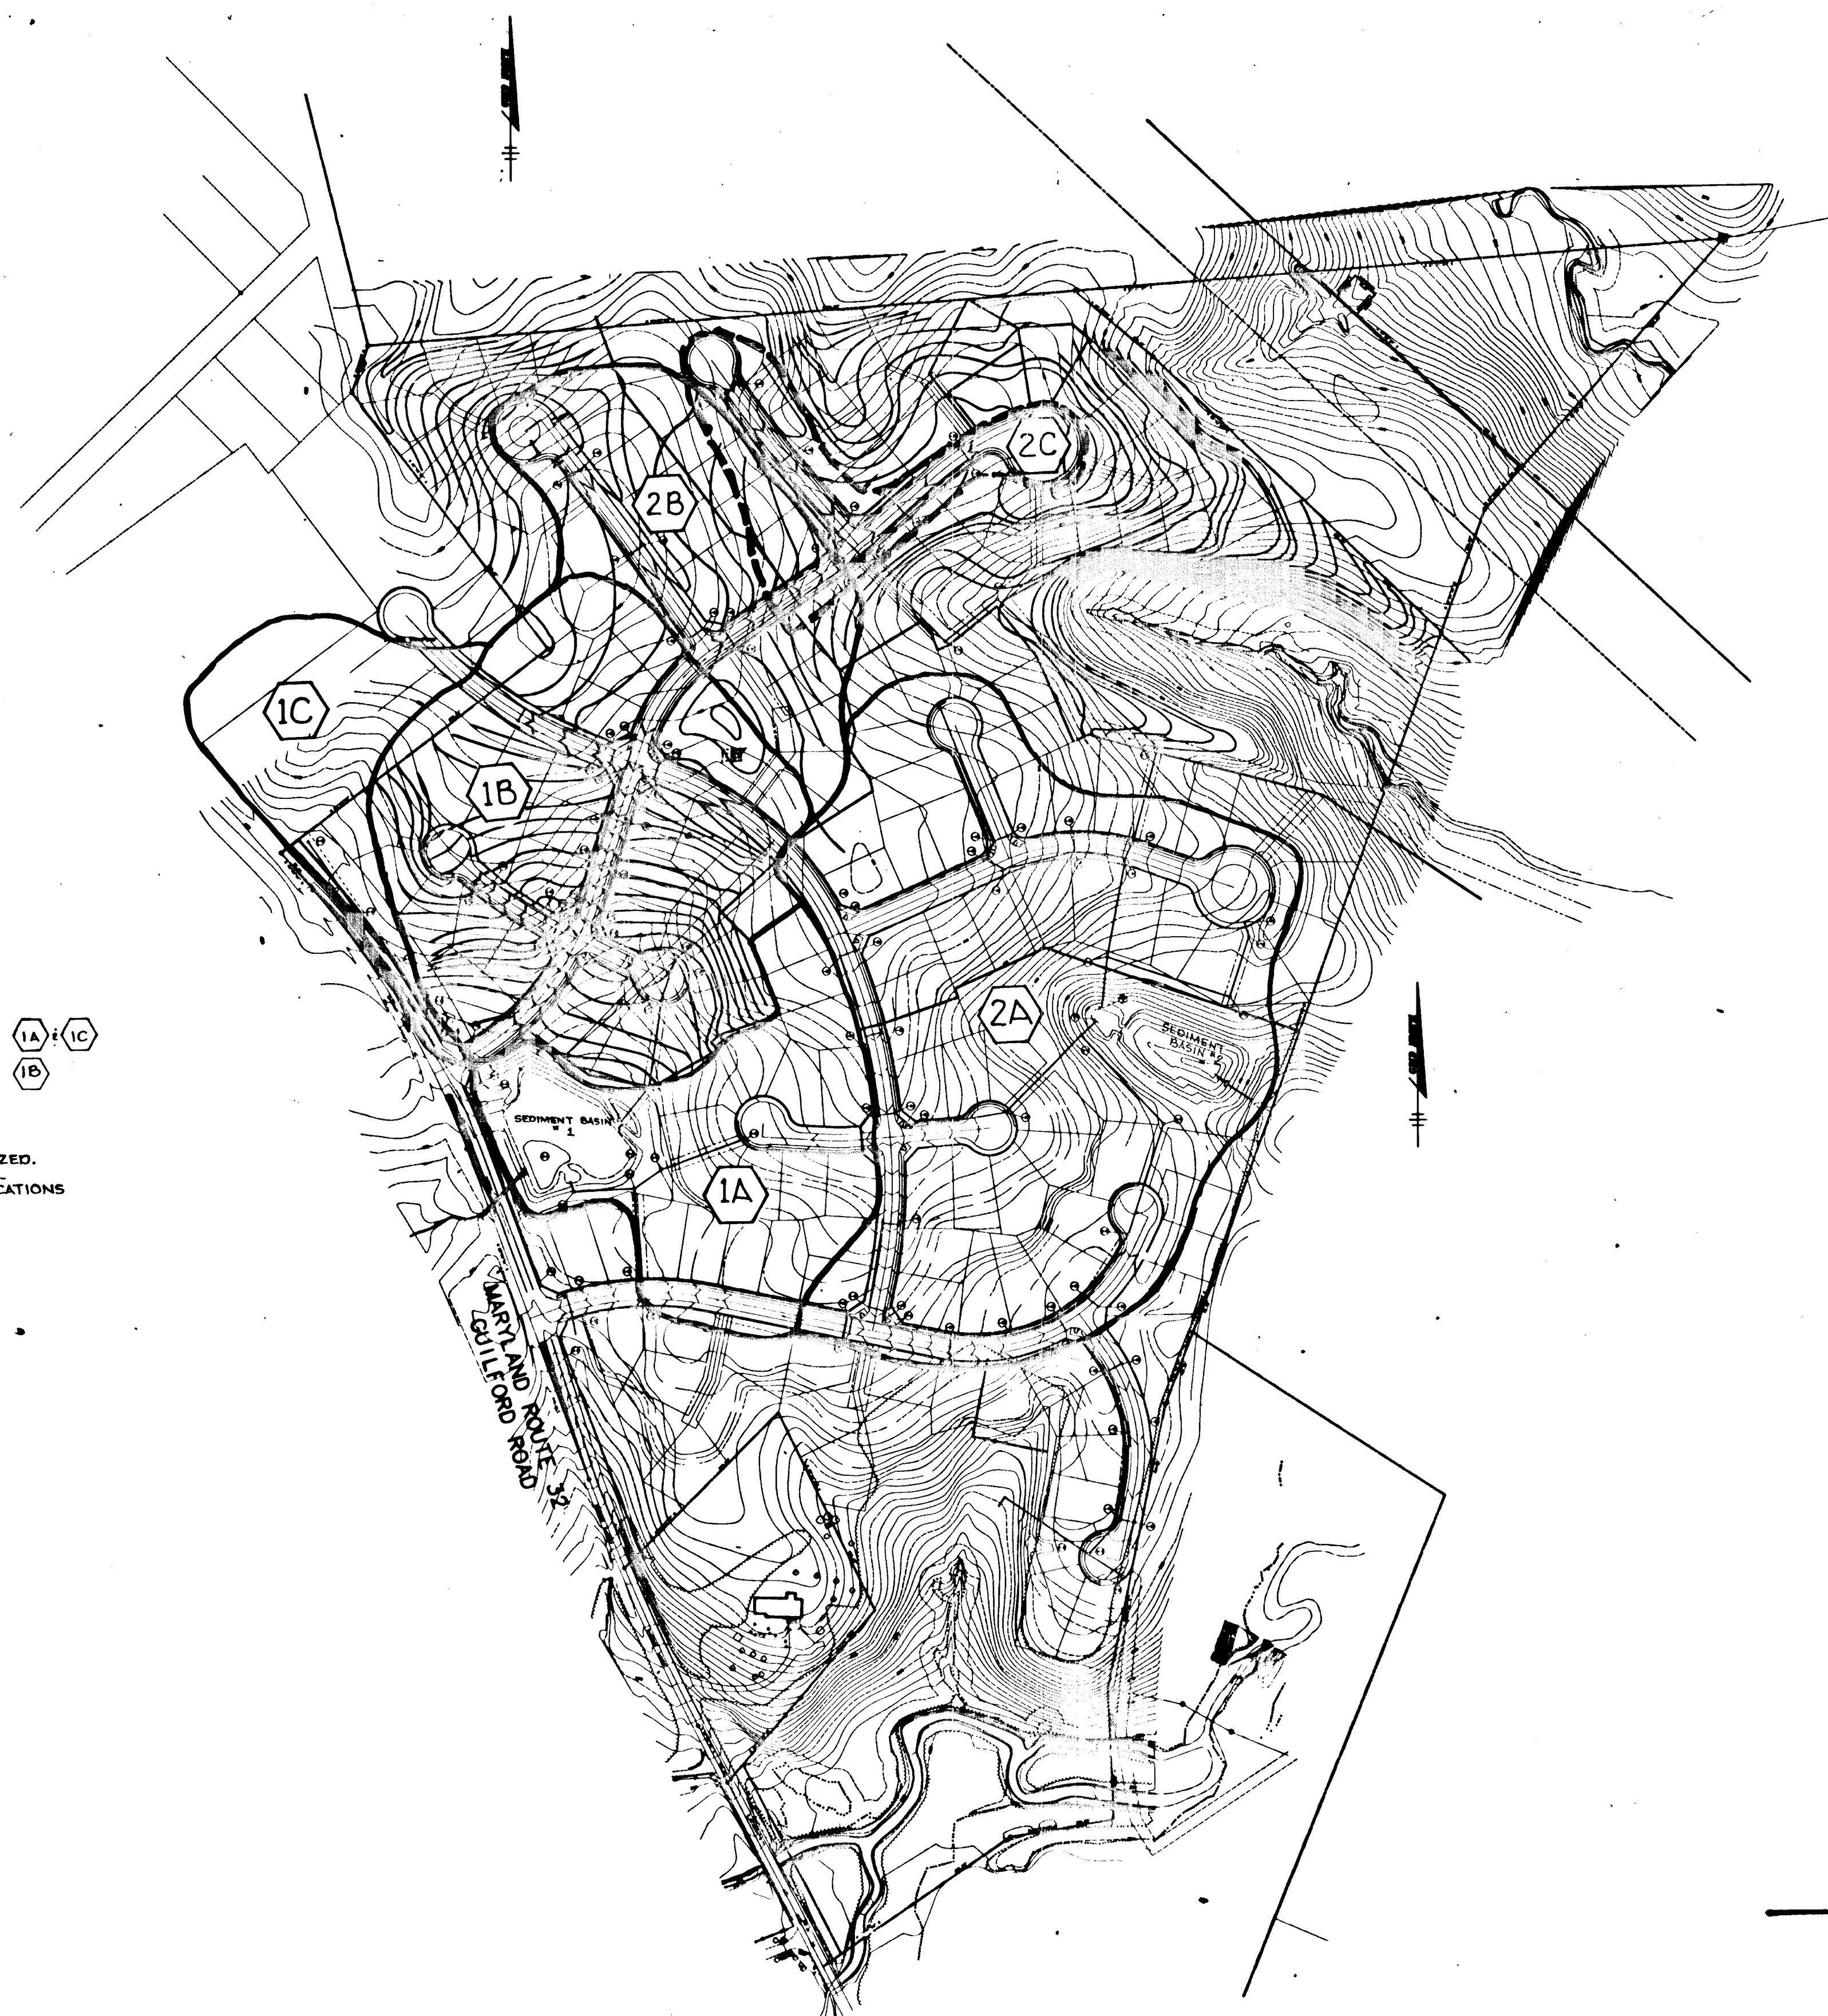 2C
2B
1C
1B
2A
SEDIMENT
BASIN #2
1A & 1C
1B
SEDIMENT BASIN
# 1
ZED.
CATIONS
1A
MARYLAND ROUTE 32
GUILFORD ROAD